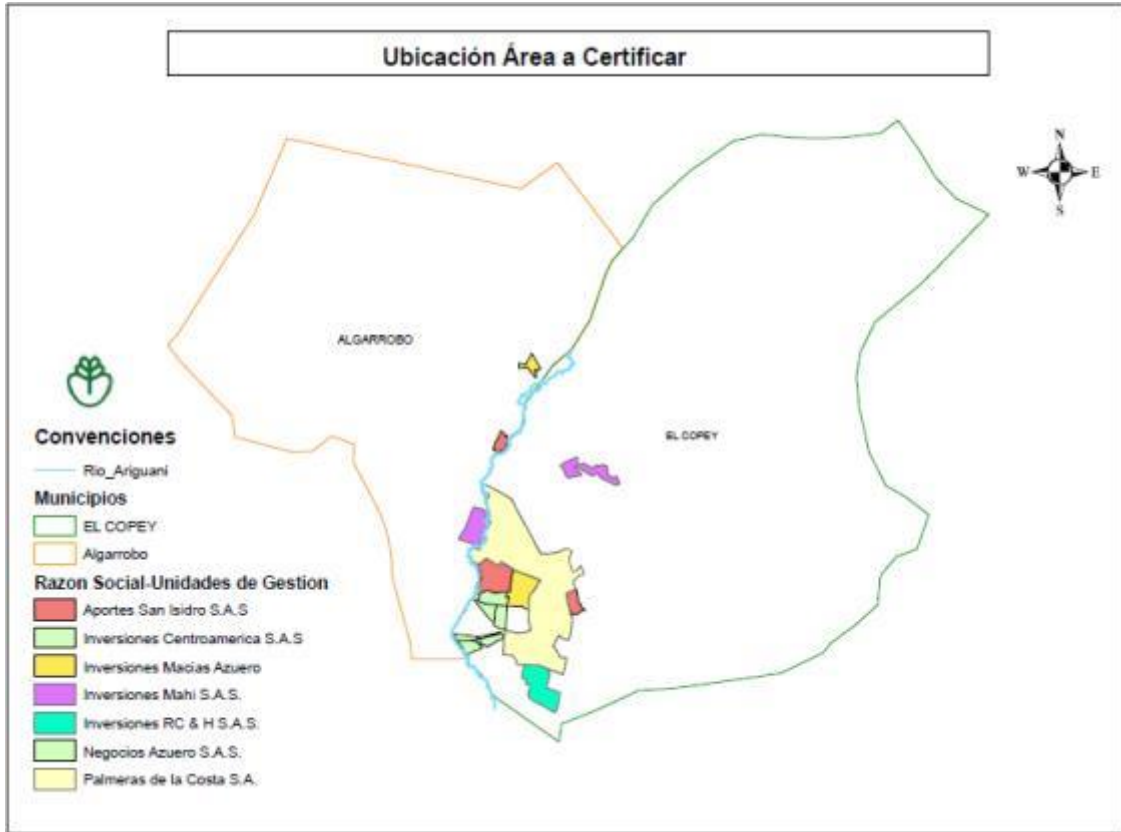 Ubicación Área a Certificar
N
W E
S
ALGARROBO
EL COPEY
Convenciones
Rio_Ariguani
Municipios
EL COPEY
Algarrobo
Razon Social-Unidades de Gestion
Aportes San Isidro S.A.S
Inversiones Centroamerica S.A.S
Inversiones Macias Azuero
Inversiones Mahi S.A.S.
Inversiones RC & H S.A.S.
Negocios Azuero S.A.S.
Palmeras de la Costa S.A.